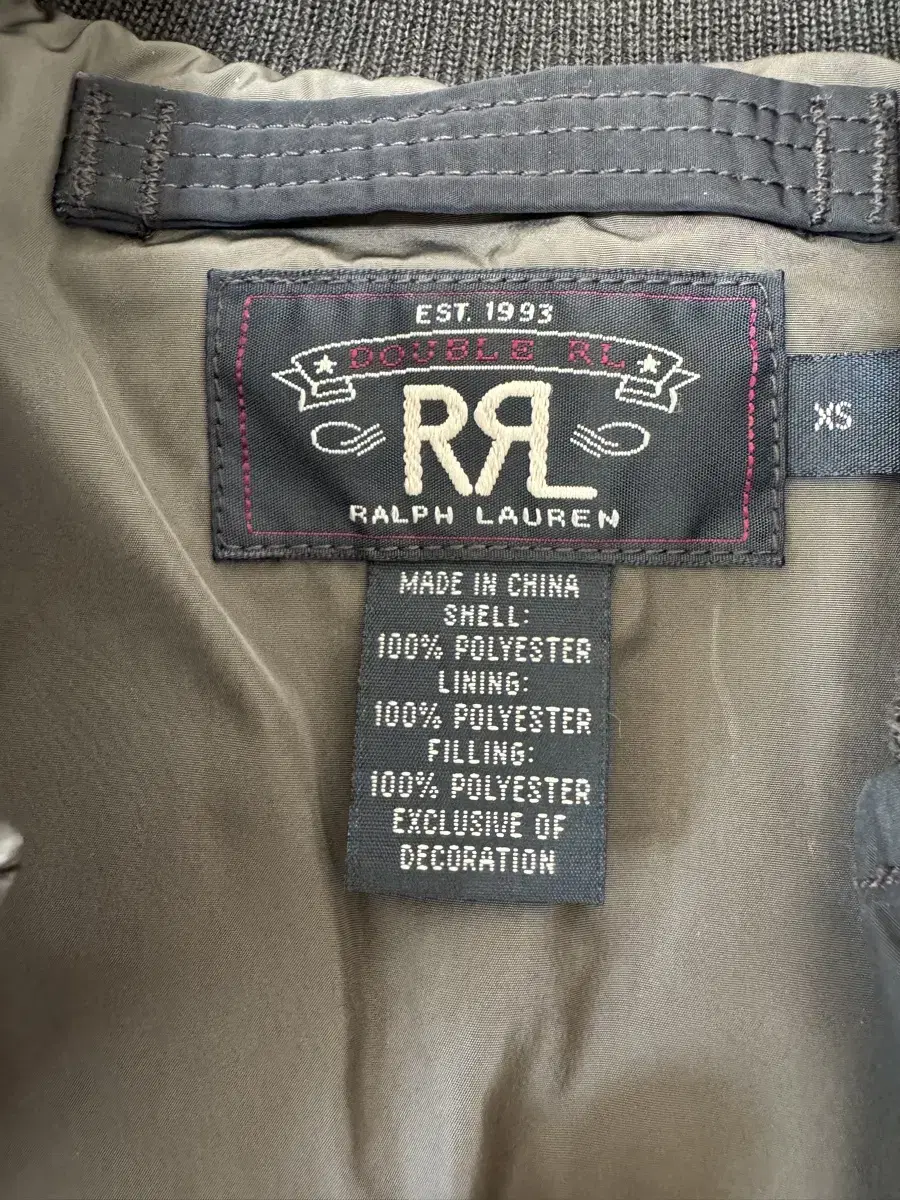 EST. 1993
DOUBLE RL
RRL
RALPH LAUREN
XS
MADE IN CHINA
SHELL:
100% POLYESTER
LINING:
100% POLYESTER
FILLING:
100% POLYESTER
EXCLUSIVE OF
DECORATION